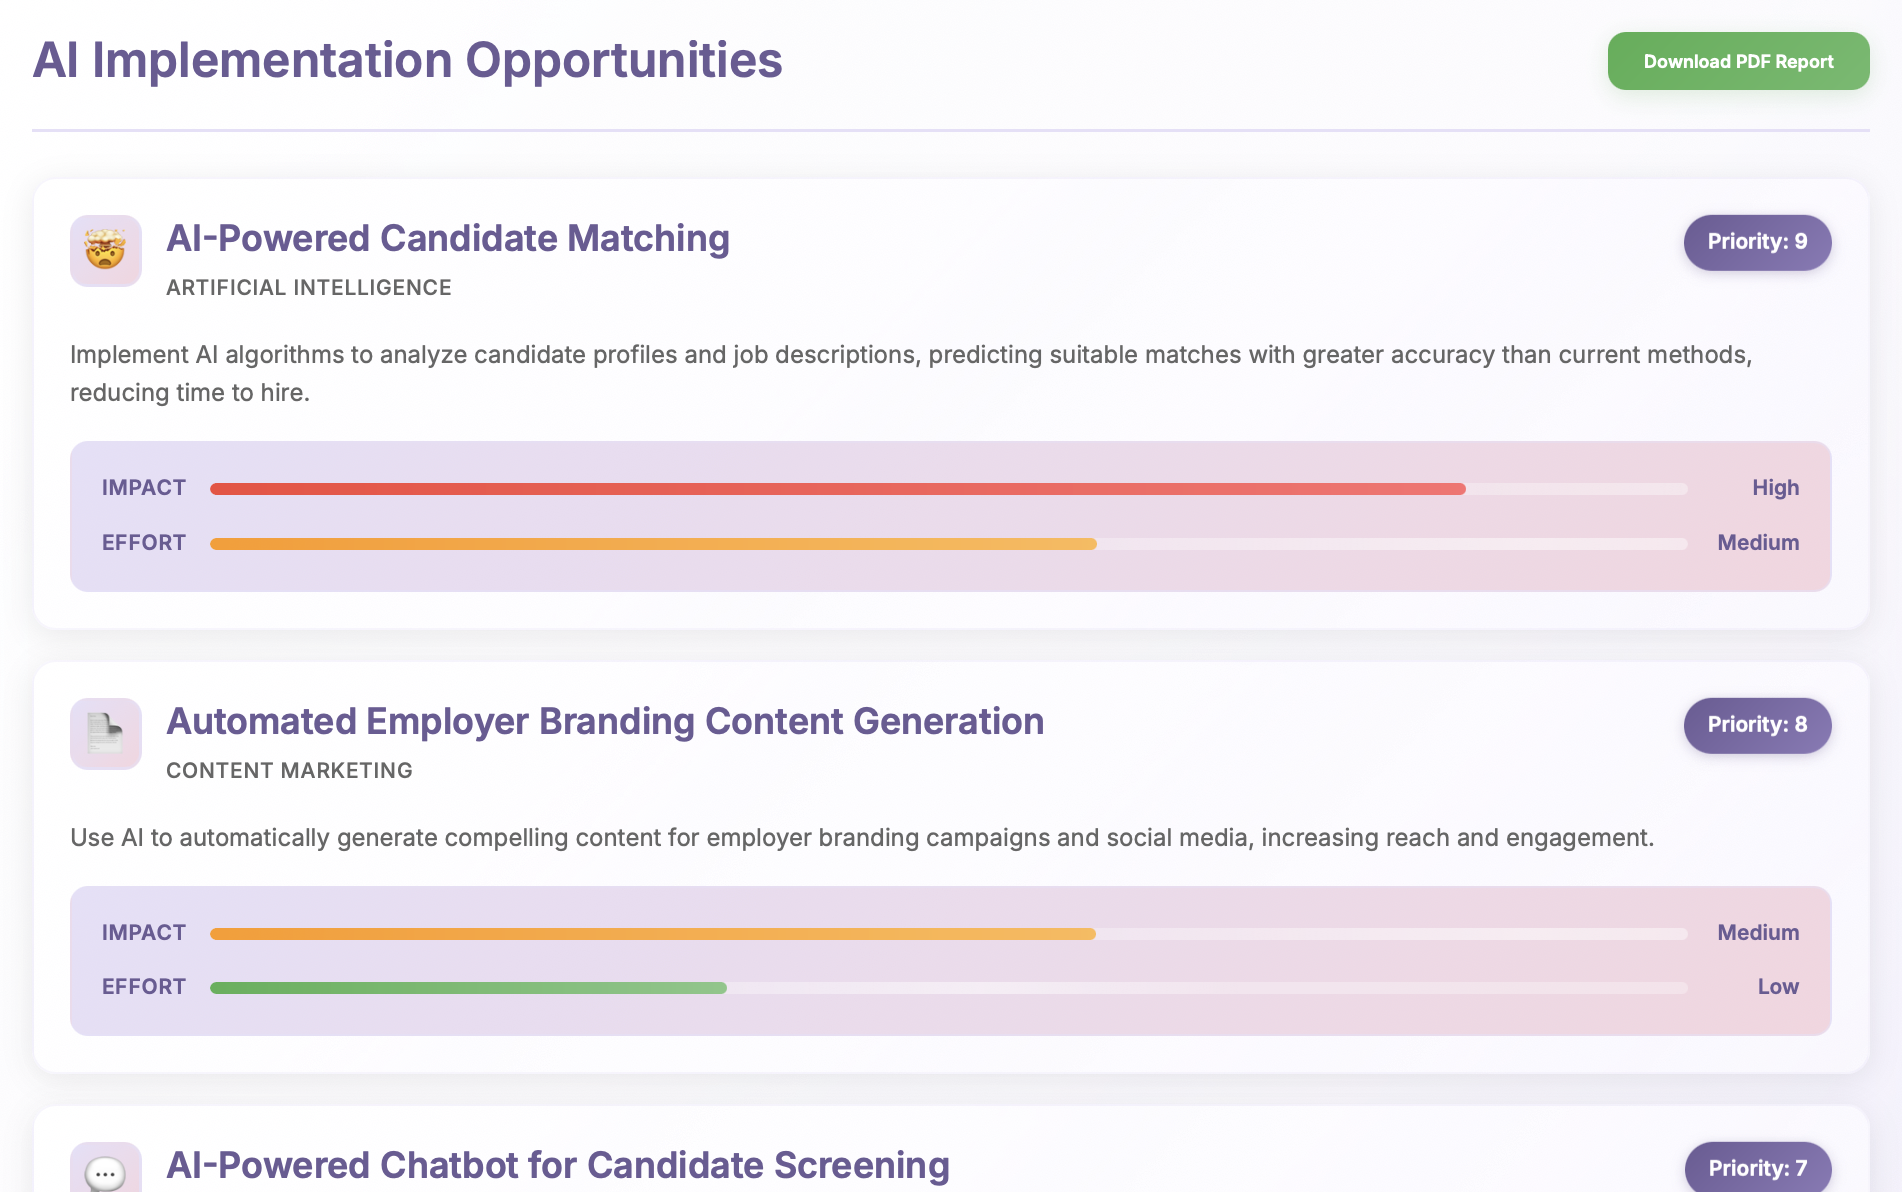 AI Implementation Opportunities
Download PDF Report
AI-Powered Candidate Matching
Priority: 9
ARTIFICIAL INTELLIGENCE
Implement AI algorithms to analyze candidate profiles and job descriptions, predicting suitable matches with greater accuracy than current methods,
reducing time to hire.
IMPACT
High
EFFORT
Medium
Automated Employer Branding Content Generation
Priority: 8
CONTENT MARKETING
Use AI to automatically generate compelling content for employer branding campaigns and social media, increasing reach and engagement.
IMPACT
Medium
EFFORT
Low
AI-Powered Chatbot for Candidate Screening
Priority: 7